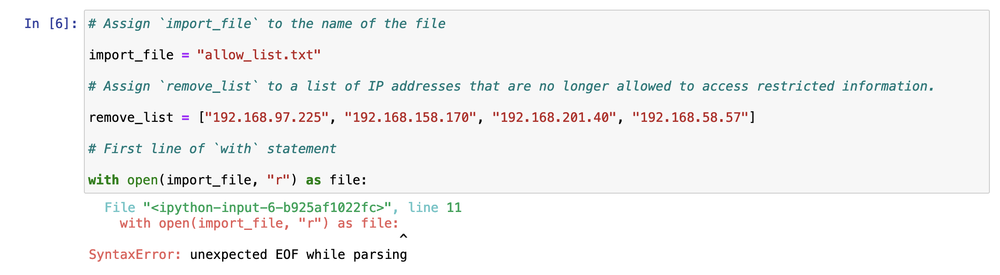 In [6]: # Assign `import_file` to the name of the file
import_file = "allow_list.txt"
# Assign `remove_list` to a list of IP addresses that are no longer allowed to access restricted information.
remove_list = ["192.168.97.225", "192.168.158.170", "192.168.201.40", "192.168.58.57"]
# First line of `with` statement
with open(import_file, "r") as file:
File "<ipython-input-6-b925af1022fc>", line 11
with open(import_file, "r") as file:
^
SyntaxError: unexpected EOF while parsing